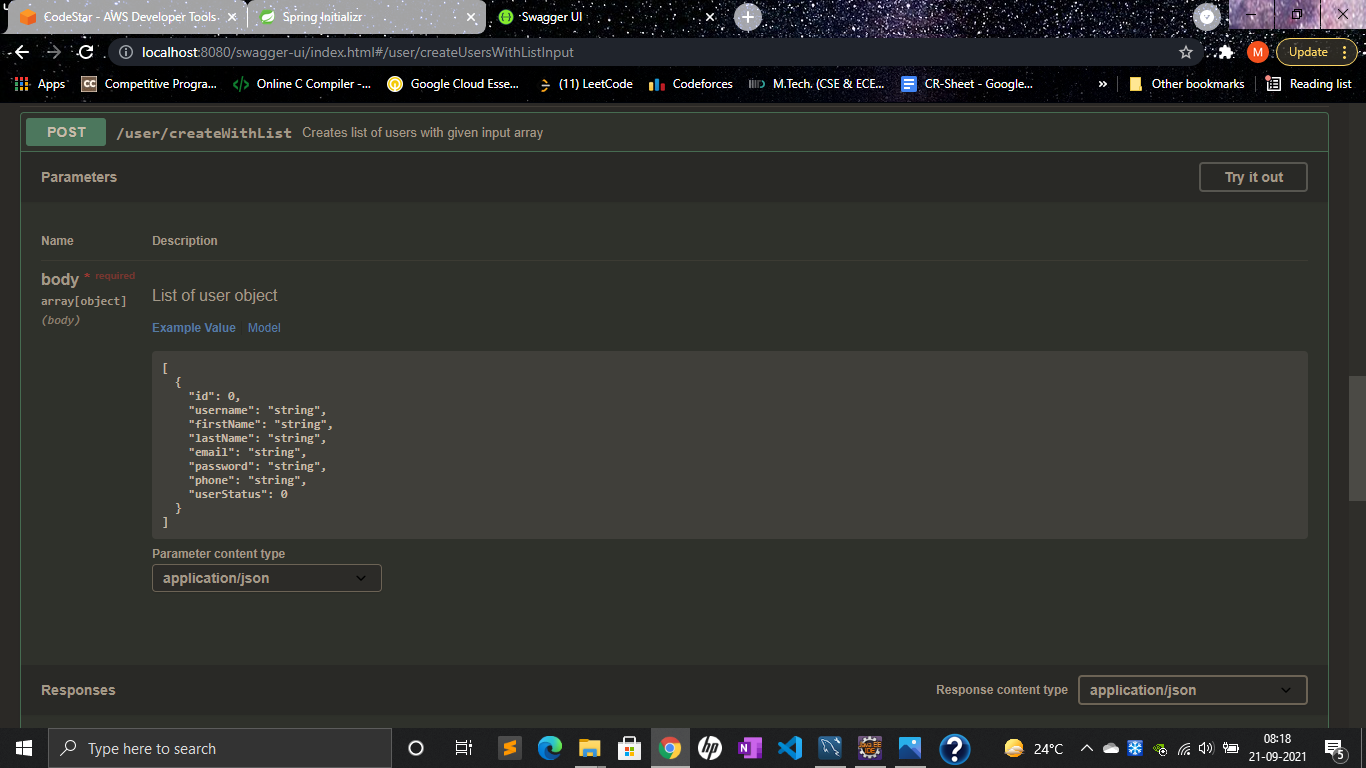 CodeStar - AWS Developer Tools
Spring Initializr
Swagger UI
localhost:8080/swagger-ui/index.html#/user/createUsersWithListInput
M
Update
Apps
CC
Competitive Progra...
Online C Compiler -...
Google Cloud Esse...
(11) LeetCode
Codeforces
M.Tech. (CSE & ECE...
CR-Sheet - Google...
»
Other bookmarks
Reading list
POST /user/createWithList Creates list of users with given input array
Parameters
Try it out
Name Description
body * required
array[object]
(body)
List of user object
Example Value Model
[
{
"id": 0,
"username": "string",
"firstName": "string",
"lastName": "string",
"email": "string",
"password": "string",
"phone": "string",
"userStatus": 0
}
]
Parameter content type
application/json
Responses
Response content type
application/json
Type here to search
24°C
08:18
21-09-2021
5